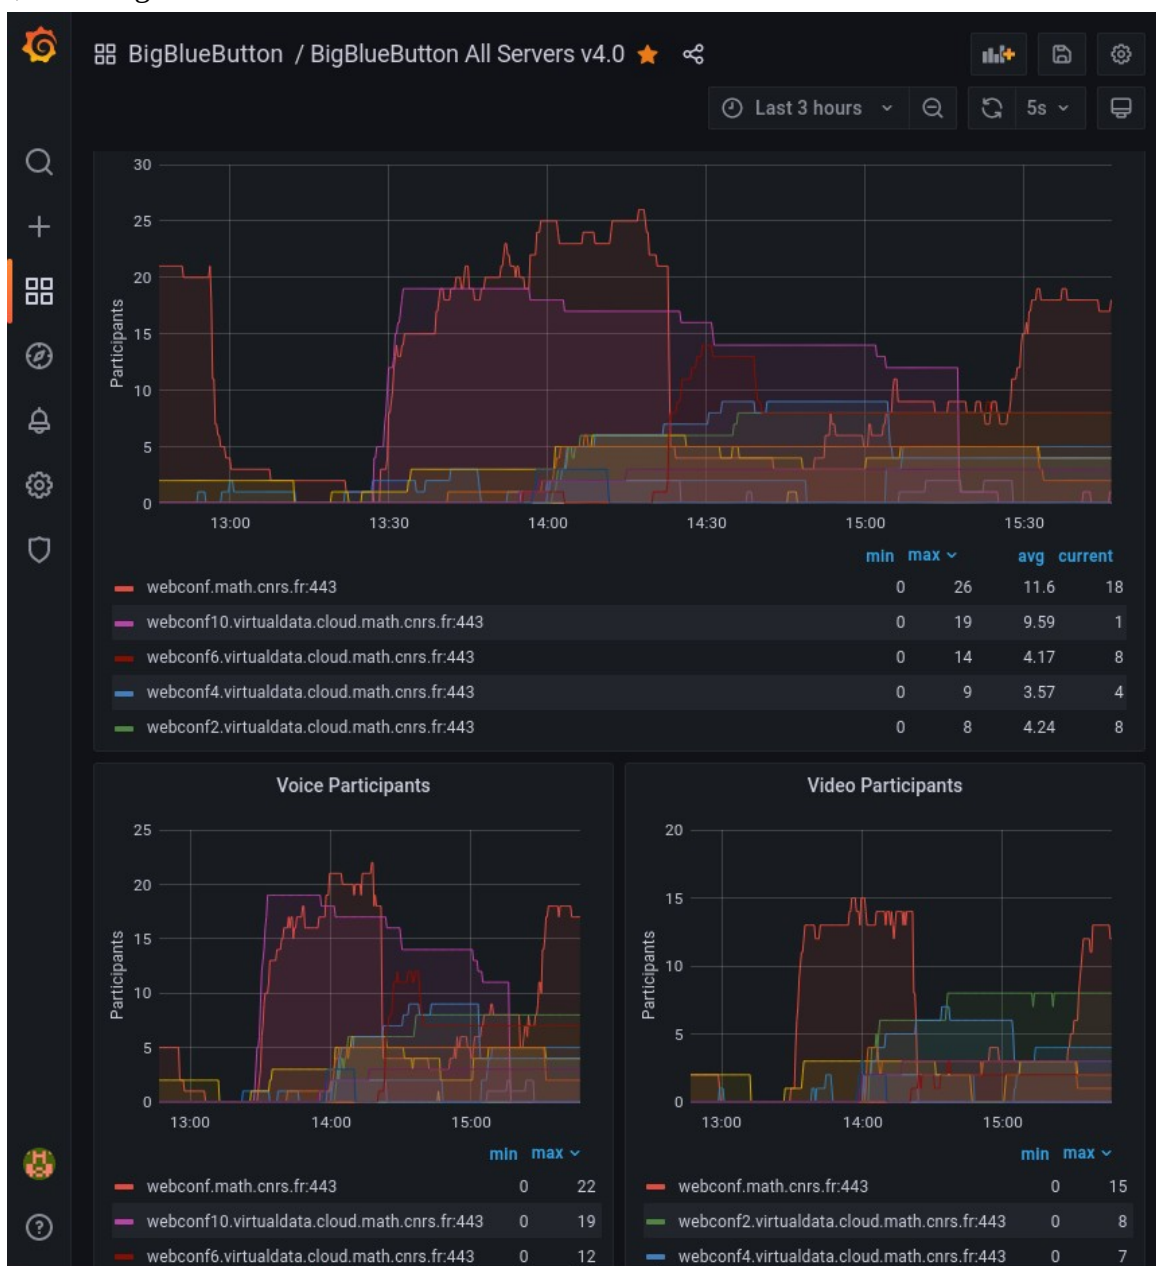 BigBlueButton / BigBlueButton All Servers v4.0
Last 3 hours
5s
30
25
20
15
10
5
0
Participants
13:00 13:30 14:00 14:30 15:00 15:30
min max avg current
webconf.math.cnrs.fr:443 0 26 11.6 18
webconf10.virtualdata.cloud.math.cnrs.fr:443 0 19 9.59 1
webconf6.virtualdata.cloud.math.cnrs.fr:443 0 14 4.17 8
webconf4.virtualdata.cloud.math.cnrs.fr:443 0 9 3.57 4
webconf2.virtualdata.cloud.math.cnrs.fr:443 0 8 4.24 8
Voice Participants
25
20
15
10
5
0
Participants
13:00 14:00 15:00
min max
webconf.math.cnrs.fr:443 0 22
webconf10.virtualdata.cloud.math.cnrs.fr:443 0 19
webconf6.virtualdata.cloud.math.cnrs.fr:443 0 12
Video Participants
20
15
10
5
0
Participants
13:00 14:00 15:00
min max
webconf.math.cnrs.fr:443 0 15
webconf2.virtualdata.cloud.math.cnrs.fr:443 0 8
webconf4.virtualdata.cloud.math.cnrs.fr:443 0 7